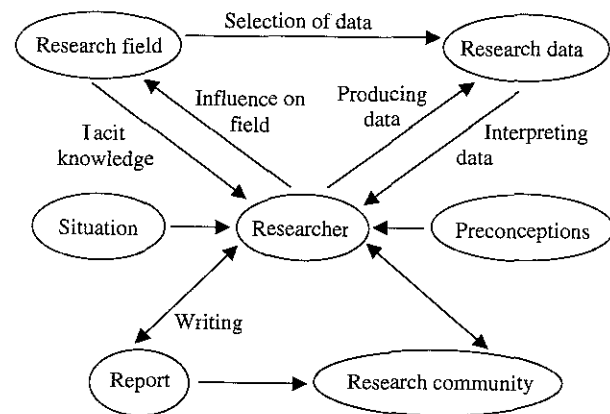 Selection of data
Research field
Research data
Influence on
field
Producing
data
Tacit
knowledge
Interpreting
data
Situation
Researcher
Preconceptions
Writing
Report
Research community